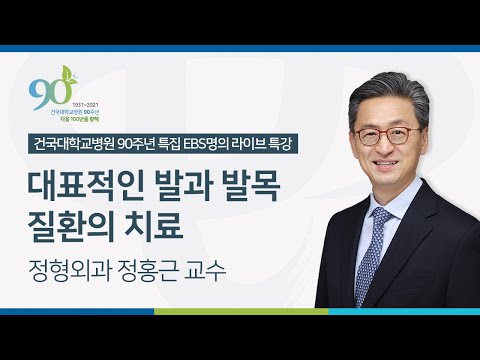 90
1931-2021
건국대학교병원 90주년
다음 100년을 향해
건국대학교병원 90주년 특집 EBS명의 라이브 특강
대표적인 발과 발목
질환의 치료
정형외과 정홍근 교수